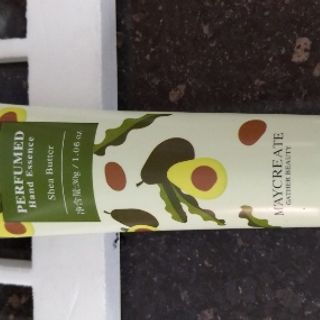 PERFUMED
Hand Essence
Shea Butter
净含量:30g / 1.06 oz
MAYCREATE
GATHER BEAUTY